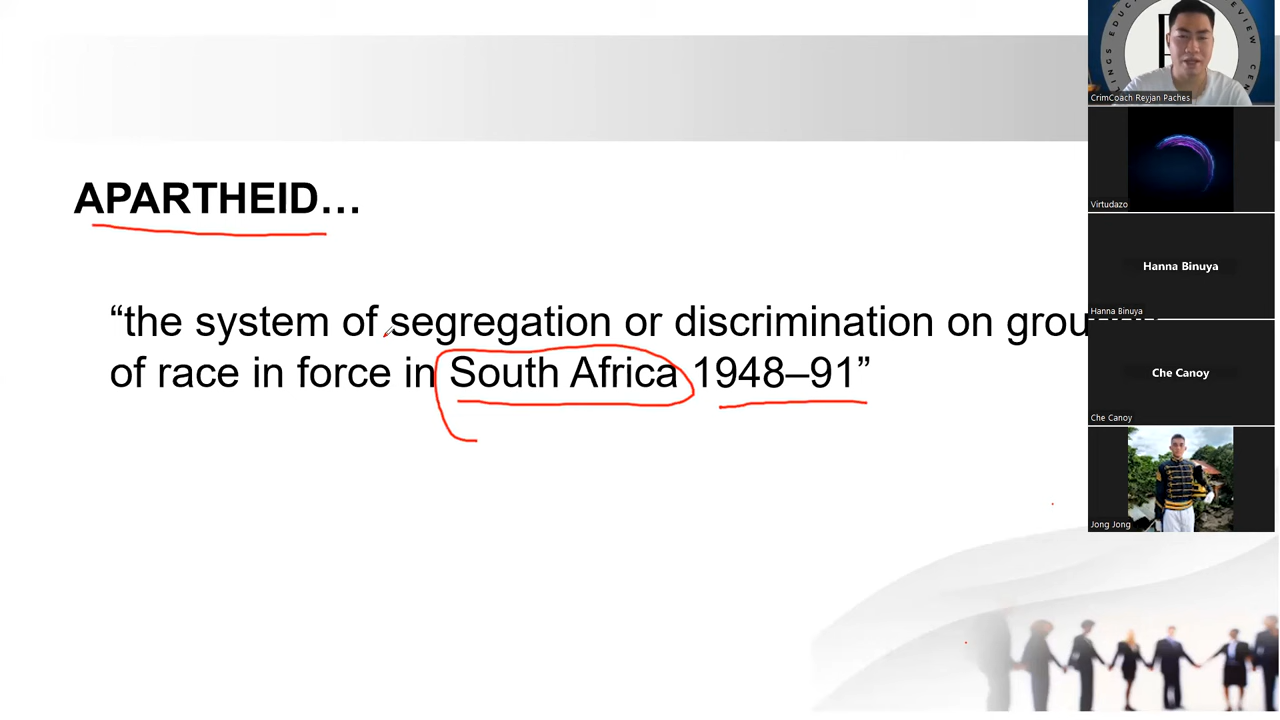 APARTHEID…
“the system of segregation or discrimination on grou
of race in force in South Africa 1948–91”
CrimCoach Reyjan Paches
Virtudazo
Hanna Binuya
Hanna Binuya
Che Canoy
Che Canoy
Jong Jong